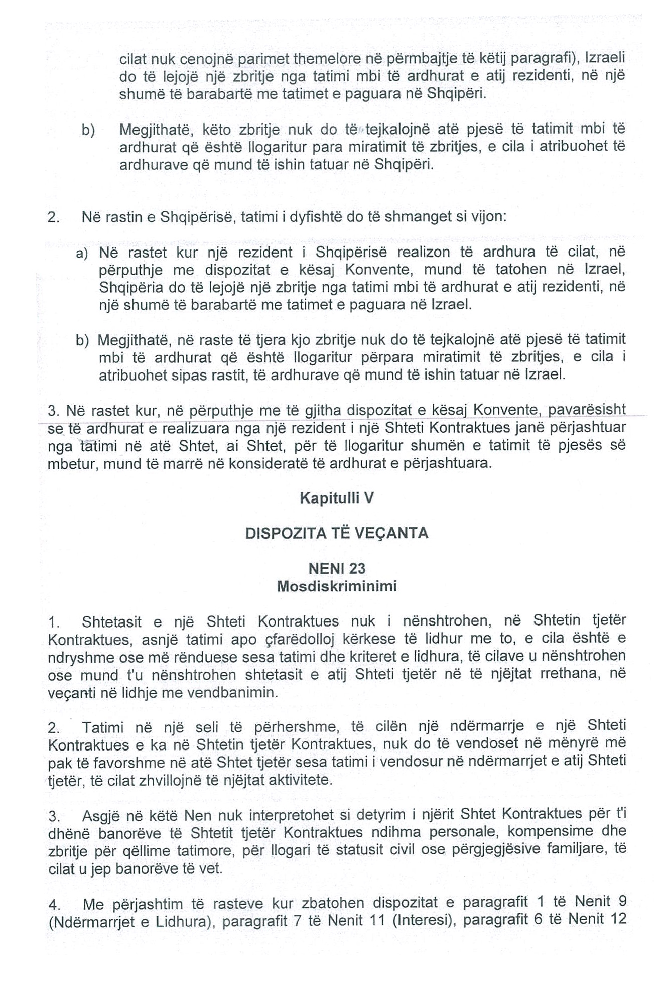 cilat nuk cenojnë parimet themelore në përmbajtje të këtij paragrafi), Izraeli
do të lejojë një zbritje nga tatimi mbi të ardhurat e atij rezidenti, në një
shumë të barabartë me tatimet e paguara në Shqipëri.
b) Megjithatë, këto zbritje nuk do të tejkalojnë atë pjesë të tatimit mbi të
ardhurat që është llogaritur para miratimit të zbritjes, e cila i atribuohet të
ardhurave që mund të ishin tatuar në Shqipëri.
2. Në rastin e Shqipërisë, tatimi i dyfishtë do të shmanget si vijon:
a) Në rastet kur një rezident i Shqipërisë realizon të ardhura të cilat, në
përputhje me dispozitat e kësaj Konvente, mund të tatohen në Izrael,
Shqipëria do të lejojë një zbritje nga tatimi mbi të ardhurat e atij rezidenti, në
një shumë të barabartë me tatimet e paguara në Izrael.
b) Megjithatë, në raste të tjera kjo zbritje nuk do të tejkalojnë atë pjesë të tatimit
mbi të ardhurat që është llogaritur përpara miratimit të zbritjes, e cila i
atribuohet sipas rastit, të ardhurave që mund të ishin tatuar në Izrael.
3. Në rastet kur, në përputhje me të gjitha dispozitat e kësaj Konvente, pavarësisht
se të ardhurat e realizuara nga një rezident i një Shteti Kontraktues janë përjashtuar
nga tatimi në atë Shtet, ai Shtet, për të llogaritur shumën e tatimit të pjesës së
mbetur, mund të marrë në konsideratë të ardhurat e përjashtuara.
Kapitulli V
DISPOZITA TË VEÇANTA
NENI 23
Mosdiskriminimi
1. Shtetasit e një Shteti Kontraktues nuk i nënshtrohen, në Shtetin tjetër
Kontraktues, asnjë tatimi apo çfarëdolloj kërkese të lidhur me to, e cila është e
ndryshme ose më rënduese sesa tatimi dhe kriteret e lidhura, të cilave u nënshtrohen
ose mund t'u nënshtrohen shtetasit e atij Shteti tjetër në të njëjtat rrethana, në
veçanti në lidhje me vendbanimin.
2. Tatimi në një seli të përhershme, të cilën një ndërmarrje e një Shteti
Kontraktues e ka në Shtetin tjetër Kontraktues, nuk do të vendoset në mënyrë më
pak të favorshme në atë Shtet tjetër sesa tatimi i vendosur në ndërmarrjet e atij Shteti
tjetër, të cilat zhvillojnë të njëjtat aktivitete.
3. Asgjë në këtë Nen nuk interpretohet si detyrim i njërit Shtet Kontraktues për t'i
dhënë banorëve të Shtetit tjetër Kontraktues ndihma personale, kompensime dhe
zbritje për qëllime tatimore, për llogari të statusit civil ose përgjegjësive familjare, të
cilat u jep banorëve të vet.
4. Me përjashtim të rasteve kur zbatohen dispozitat e paragrafit 1 të Nenit 9
(Ndërmarrjet e Lidhura), paragrafit 7 të Nenit 11 (Interesi), paragrafit 6 të Nenit 12